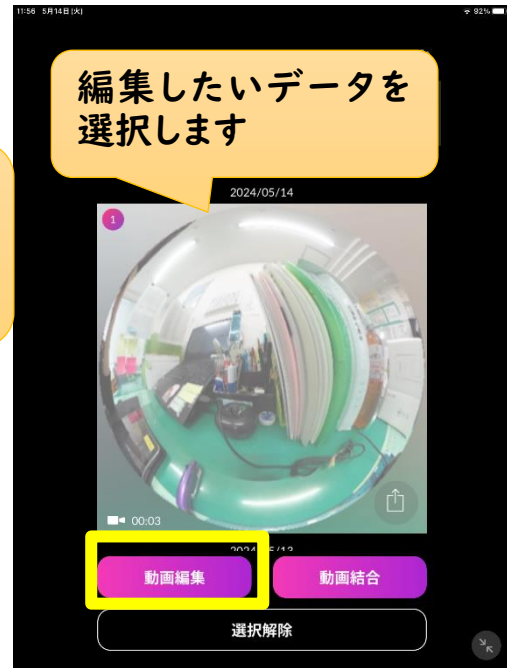 11:56 5月14日(火)
92%
編集したいデータを
選択します
2024/05/14
1
00:03
2024/05/13
動画編集
動画結合
選択解除